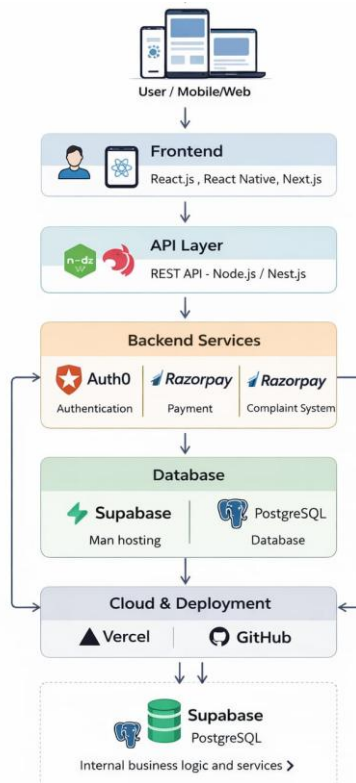 User / Mobile/Web
Frontend
React.js , React Native, Next.js
n-dz
API Layer
REST API - Node.js / Nest.js
Backend Services
Auth0
Authentication
Razorpay
Payment
Razorpay
Complaint System
Database
Supabase
Man hosting
PostgreSQL
Database
Cloud & Deployment
Vercel
GitHub
Supabase
PostgreSQL
Internal business logic and services >